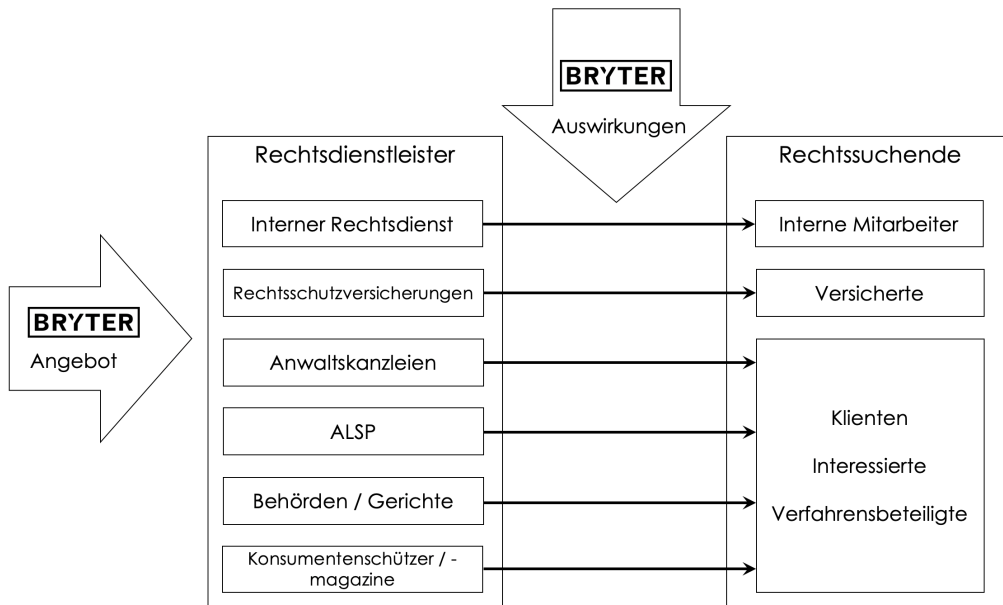 BRYTER
Auswirkungen
Rechtsdienstleister
Rechtssuchende
Interner Rechtsdienst
Interne Mitarbeiter
Rechtsschutzversicherungen
Versicherte
BRYTER
Angebot
Anwaltskanzleien
ALSP
Behörden / Gerichte
Konsumentenschützer / -
magazine
Klienten
Interessierte
Verfahrensbeteiligte